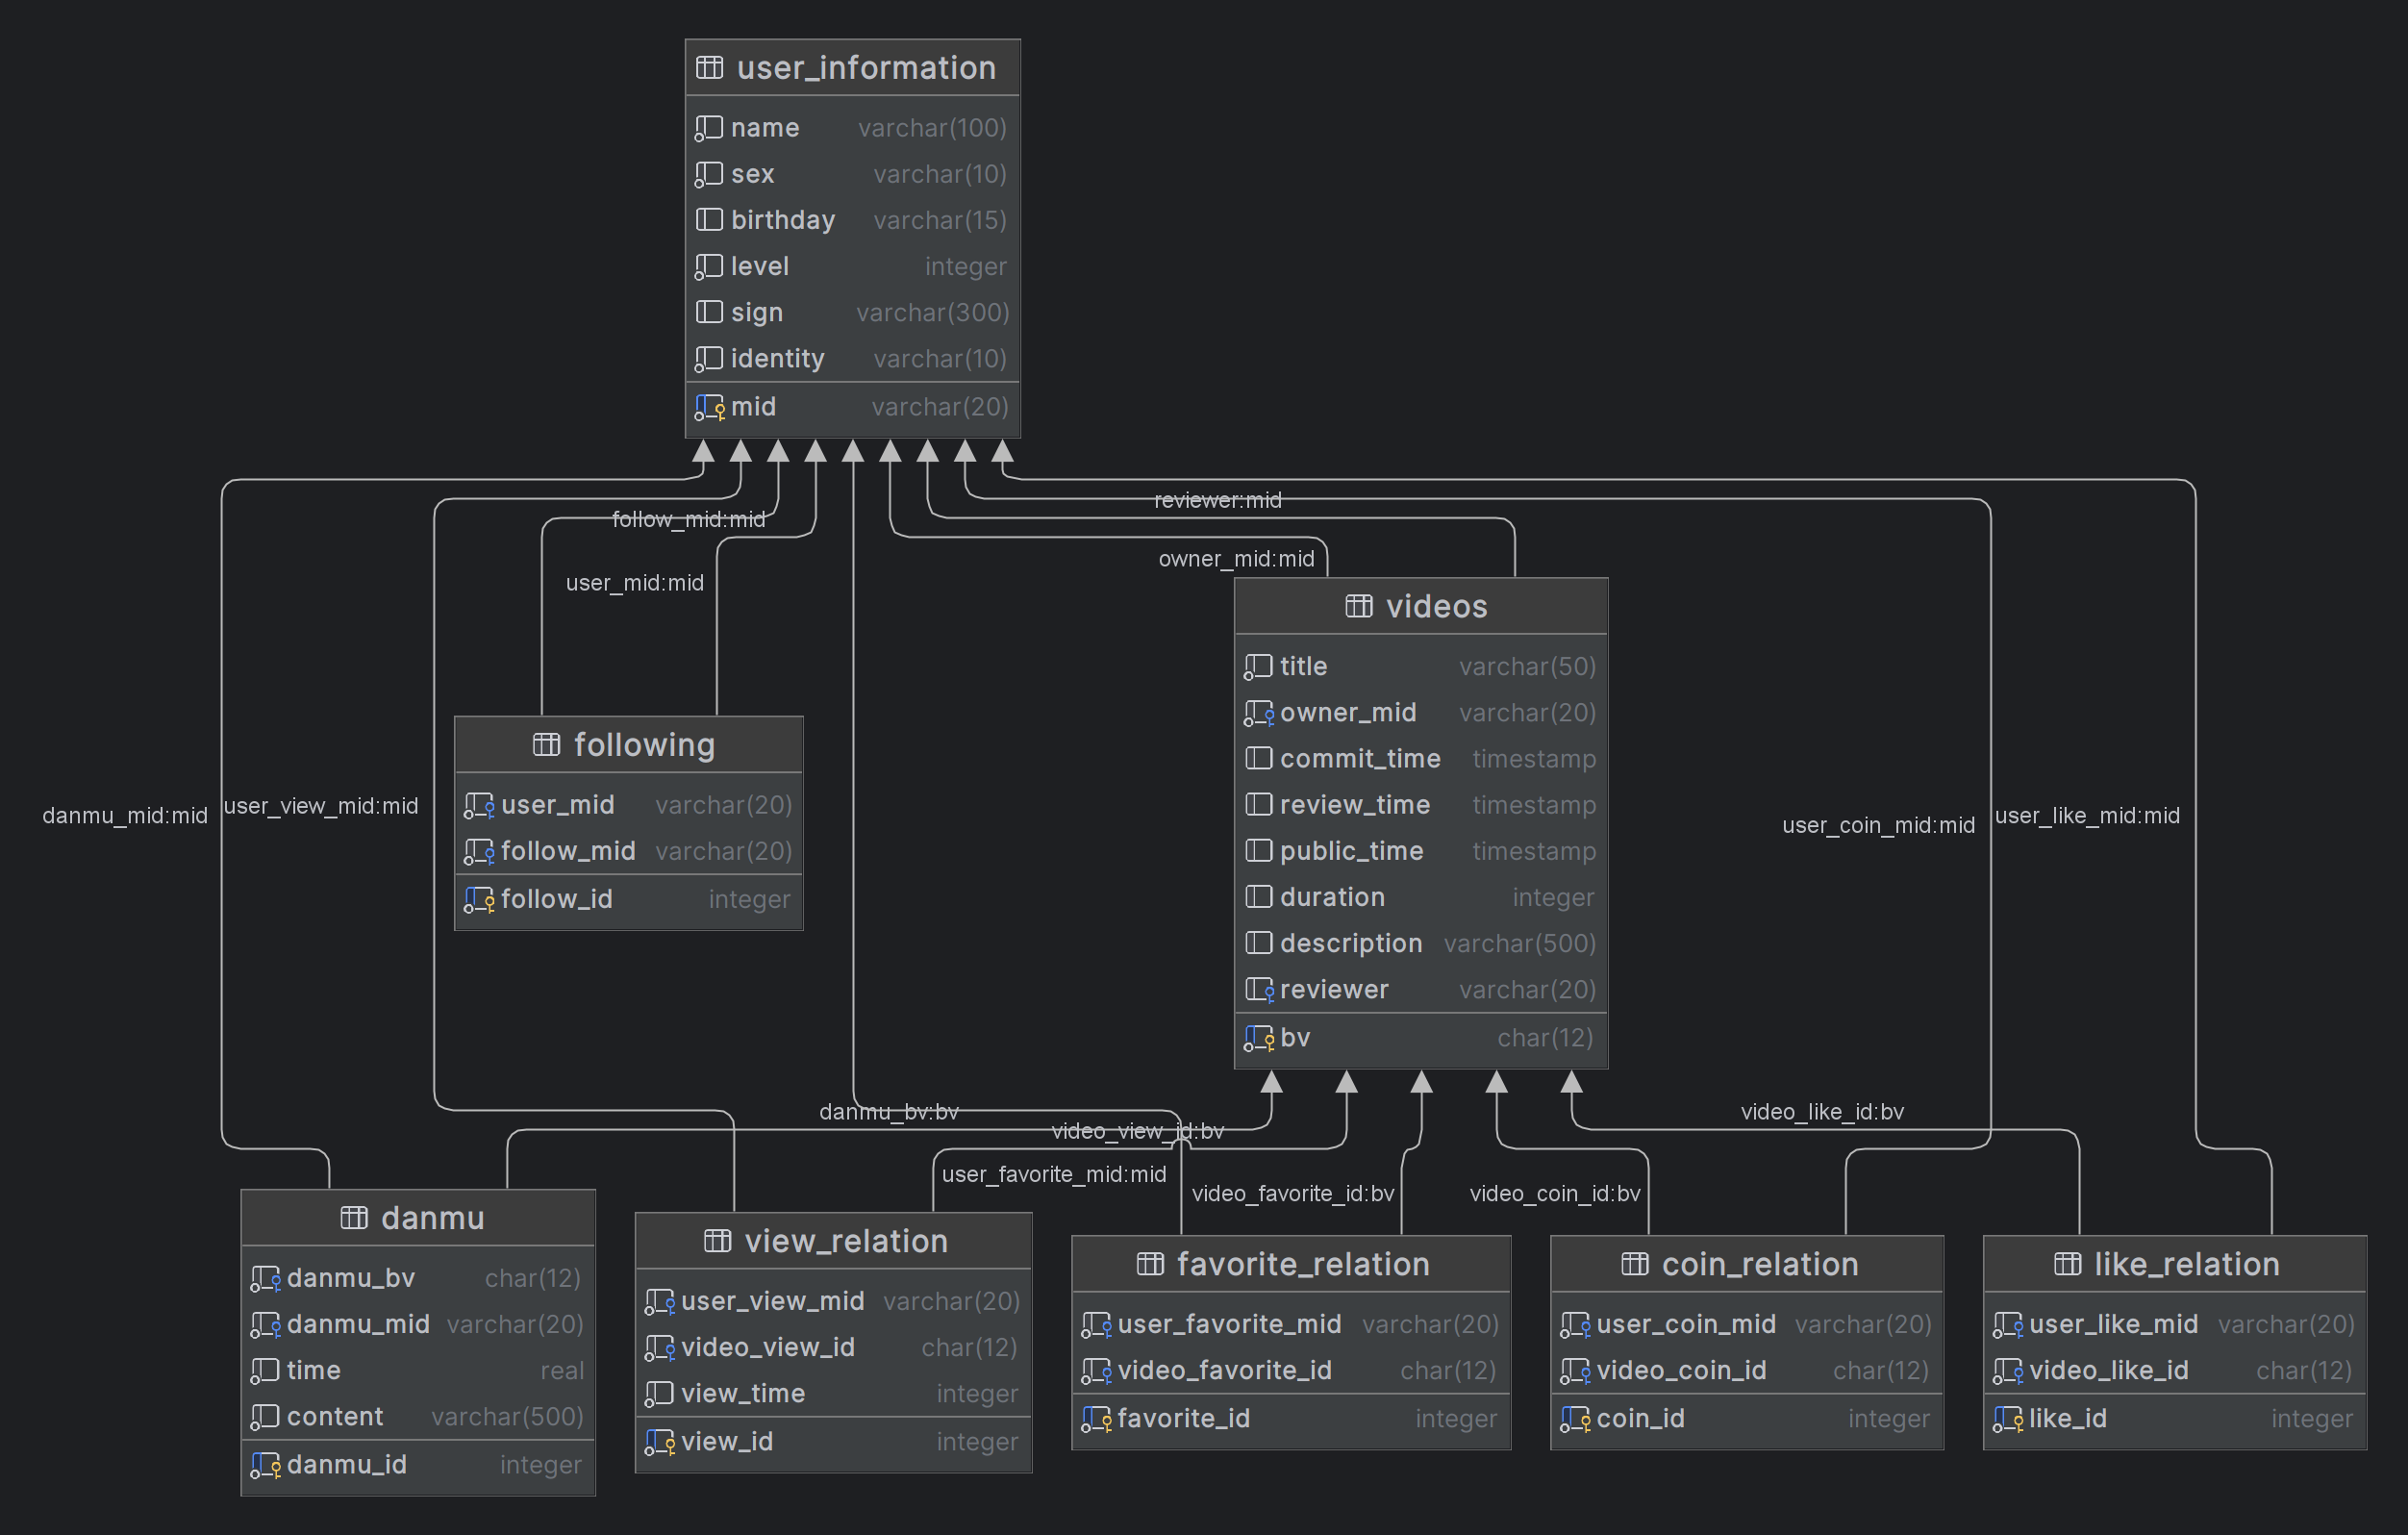 user_information
name varchar(100)
sex varchar(10)
birthday varchar(15)
level integer
sign varchar(300)
identity varchar(10)
mid varchar(20)
reviewer:mid
follow_mid:mid
owner_mid:mid
user_mid:mid
videos
title varchar(50)
owner_mid varchar(20)
commit_time timestamp
review_time timestamp
public_time timestamp
duration integer
description varchar(500)
reviewer varchar(20)
bv char(12)
following
user_mid varchar(20)
follow_mid varchar(20)
follow_id integer
danmu_mid:mid
user_view_mid:mid
user_coin_mid:mid
user_like_mid:mid
danmu_bv:bv
video_like_id:bv
video_view_id:bv
user_favorite_mid:mid
video_favorite_id:bv
video_coin_id:bv
danmu
danmu_bv char(12)
danmu_mid varchar(20)
time real
content varchar(500)
danmu_id integer
view_relation
user_view_mid varchar(20)
video_view_id char(12)
view_time integer
view_id integer
favorite_relation
user_favorite_mid varchar(20)
video_favorite_id char(12)
favorite_id integer
coin_relation
user_coin_mid varchar(20)
video_coin_id char(12)
coin_id integer
like_relation
user_like_mid varchar(20)
video_like_id char(12)
like_id integer